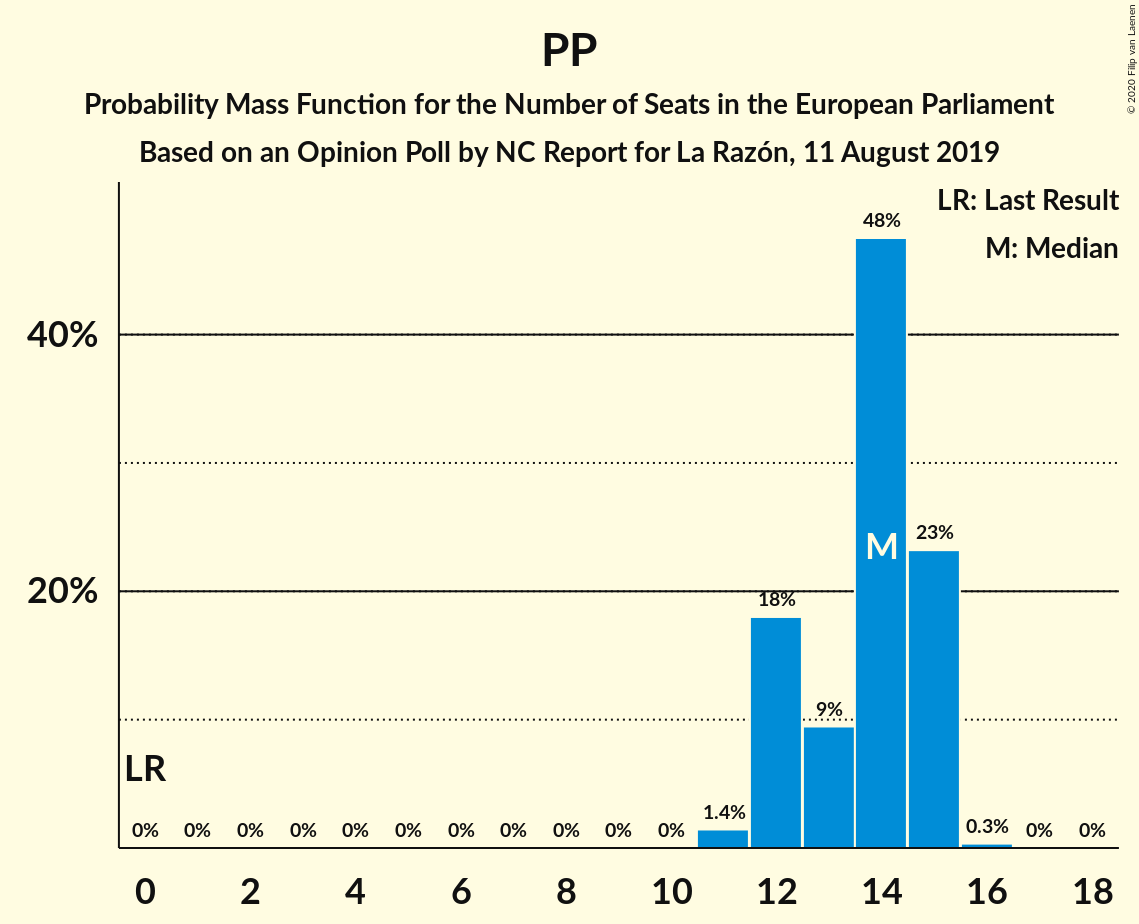 PP
Probability Mass Function for the Number of Seats in the European Parliament
Based on an Opinion Poll by NC Report for La Razón, 11 August 2019
© 2020 Filip van Laenen
LR: Last Result
M: Median
48%
40%
M
23%
20%
18%
9%
LR
0% 0% 0% 0% 0% 0% 0% 0% 0% 0% 0% 1.4% 0.3% 0% 0%
0 2 4 6 8 10 12 14 16 18